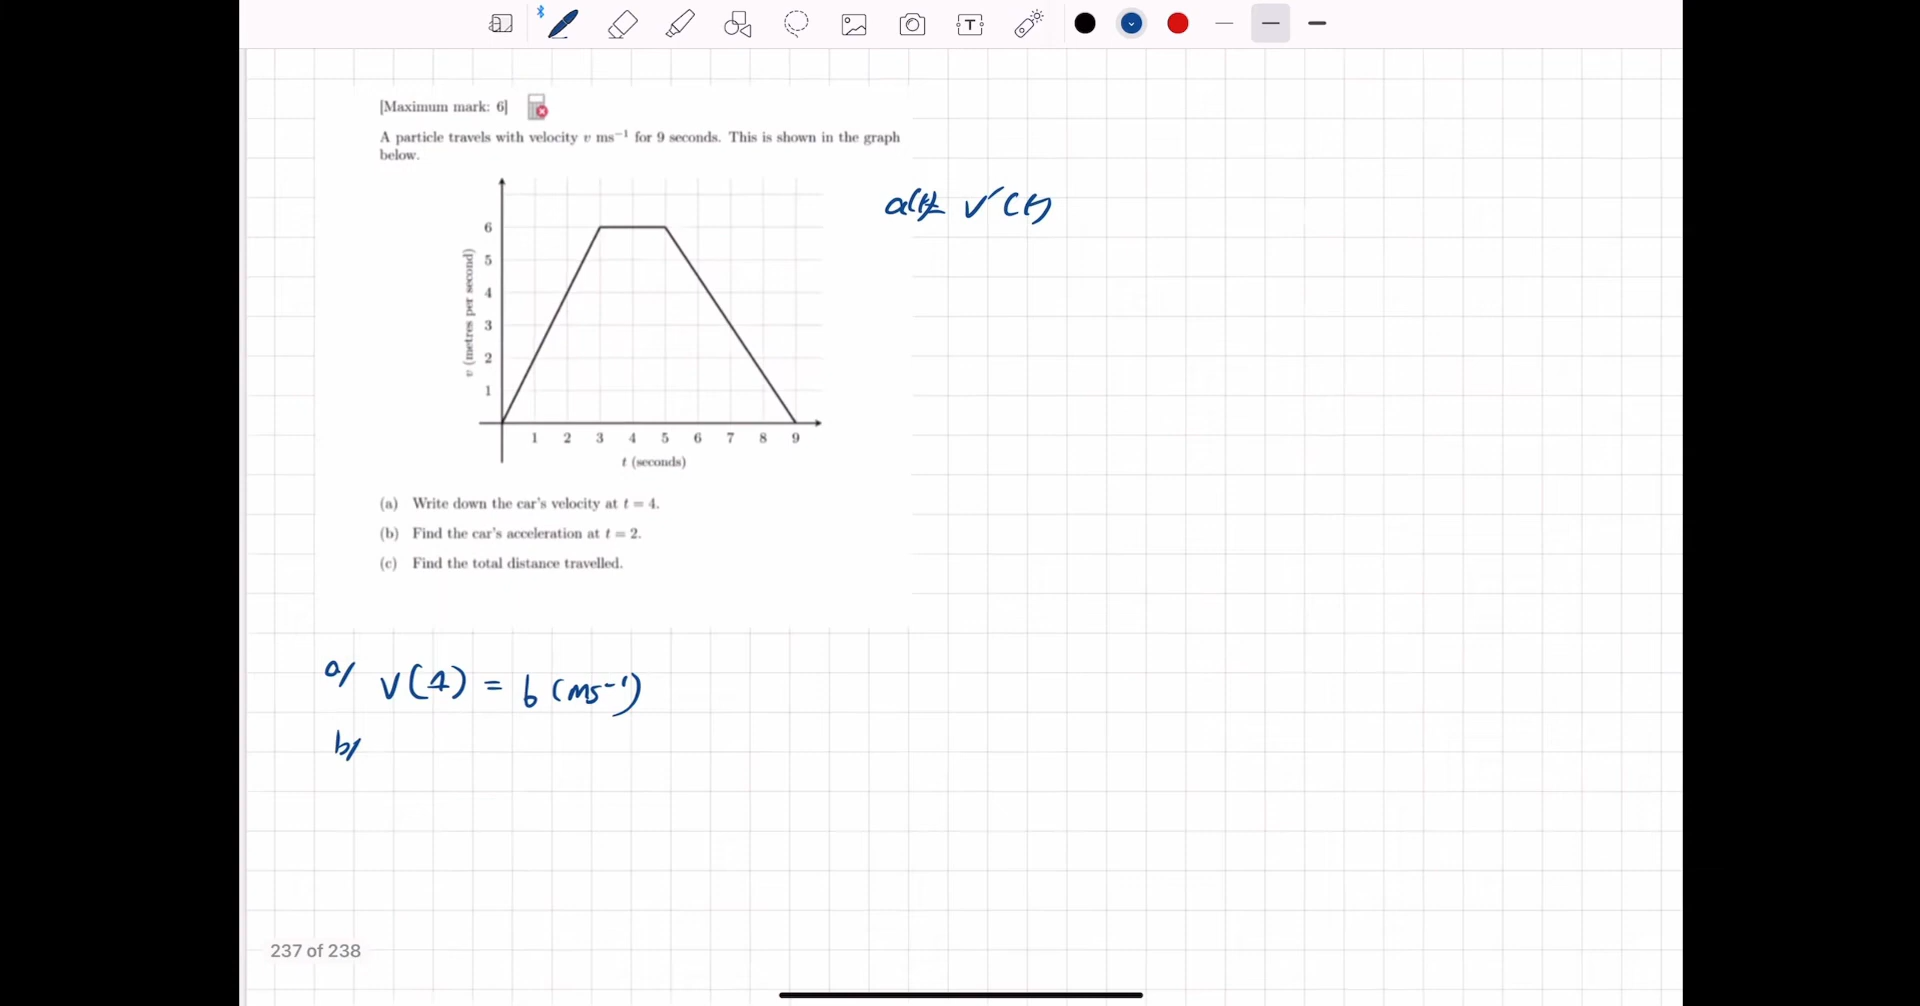 [Maximum mark: 6]
A particle travels with velocity v ms⁻¹ for 9 seconds. This is shown in the graph
below.
a(t)= v'(t)
6
5
4
3
2
1
v (metres per second)
1 2 3 4 5 6 7 8 9
t (seconds)
(a) Write down the car's velocity at t = 4.
(b) Find the car's acceleration at t = 2.
(c) Find the total distance travelled.
a/ v(4) = 6 (ms⁻¹)
b/
237 of 238